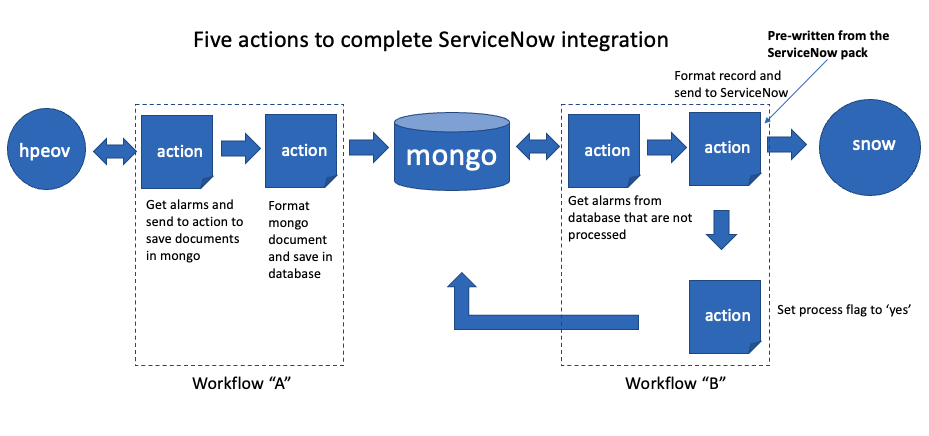 Five actions to complete ServiceNow integration
Pre-written from the
ServiceNow pack
Format record and
send to ServiceNow
hpeov
action
action
mongo
action
action
snow
Get alarms and
send to action to
save documents
in mongo
Format
mongo
document
and save in
database
Get alarms from
database that are not
processed
action
Set process flag to ‘yes’
Workflow “A”
Workflow “B”